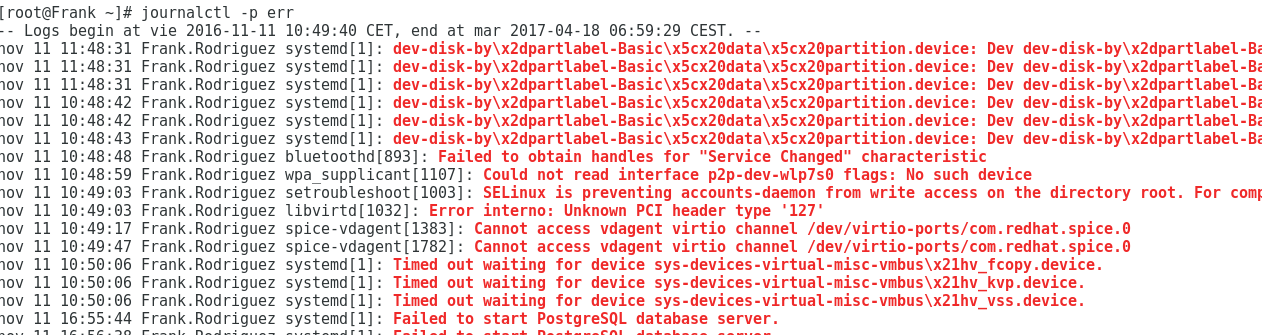 [root@Frank ~]# journalctl -p err
-- Logs begin at vie 2016-11-11 10:49:40 CET, end at mar 2017-04-18 06:59:29 CEST. --
nov 11 11:48:31 Frank.Rodriguez systemd[1]: dev-disk-by\x2dpartlabel-Basic\x5cx20data\x5cx20partition.device: Dev dev-disk-by\x2dpartlabel-Ba
nov 11 11:48:31 Frank.Rodriguez systemd[1]: dev-disk-by\x2dpartlabel-Basic\x5cx20data\x5cx20partition.device: Dev dev-disk-by\x2dpartlabel-Ba
nov 11 11:48:31 Frank.Rodriguez systemd[1]: dev-disk-by\x2dpartlabel-Basic\x5cx20data\x5cx20partition.device: Dev dev-disk-by\x2dpartlabel-Ba
nov 11 10:48:42 Frank.Rodriguez systemd[1]: dev-disk-by\x2dpartlabel-Basic\x5cx20data\x5cx20partition.device: Dev dev-disk-by\x2dpartlabel-Ba
nov 11 10:48:42 Frank.Rodriguez systemd[1]: dev-disk-by\x2dpartlabel-Basic\x5cx20data\x5cx20partition.device: Dev dev-disk-by\x2dpartlabel-Ba
nov 11 10:48:43 Frank.Rodriguez systemd[1]: dev-disk-by\x2dpartlabel-Basic\x5cx20data\x5cx20partition.device: Dev dev-disk-by\x2dpartlabel-Ba
nov 11 10:48:48 Frank.Rodriguez bluetoothd[893]: Failed to obtain handles for "Service Changed" characteristic
nov 11 10:48:59 Frank.Rodriguez wpa_supplicant[1107]: Could not read interface p2p-dev-wlp7s0 flags: No such device
nov 11 10:49:03 Frank.Rodriguez setroubleshoot[1003]: SELinux is preventing accounts-daemon from write access on the directory root. For comp
nov 11 10:49:03 Frank.Rodriguez libvirtd[1032]: Error interno: Unknown PCI header type '127'
nov 11 10:49:17 Frank.Rodriguez spice-vdagent[1383]: Cannot access vdagent virtio channel /dev/virtio-ports/com.redhat.spice.0
nov 11 10:49:47 Frank.Rodriguez spice-vdagent[1782]: Cannot access vdagent virtio channel /dev/virtio-ports/com.redhat.spice.0
nov 11 10:50:06 Frank.Rodriguez systemd[1]: Timed out waiting for device sys-devices-virtual-misc-vmbus\x21hv_fcopy.device.
nov 11 10:50:06 Frank.Rodriguez systemd[1]: Timed out waiting for device sys-devices-virtual-misc-vmbus\x21hv_kvp.device.
nov 11 10:50:06 Frank.Rodriguez systemd[1]: Timed out waiting for device sys-devices-virtual-misc-vmbus\x21hv_vss.device.
nov 11 16:55:44 Frank.Rodriguez systemd[1]: Failed to start PostgreSQL database server.
nov 11 16:56:38 Frank.Rodriguez systemd[1]: Failed to start PostgreSQL database server.